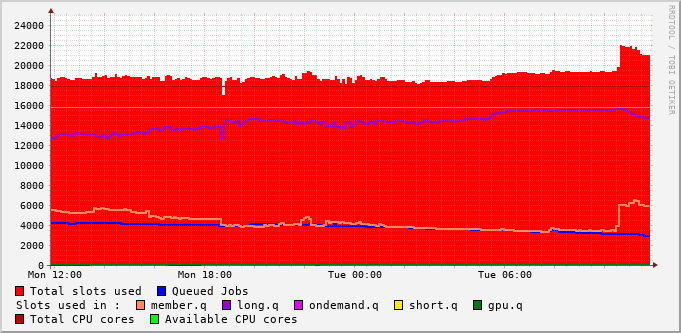 24000
22000
20000
18000
16000
14000
12000
10000
8000
6000
4000
2000
0
Mon 12:00 Mon 18:00 Tue 00:00 Tue 06:00
RRDTOOL / TOBI OETIKER
Total slots used Queued Jobs
Slots used in : member.q long.q ondemand.q short.q gpu.q
Total CPU cores Available CPU cores